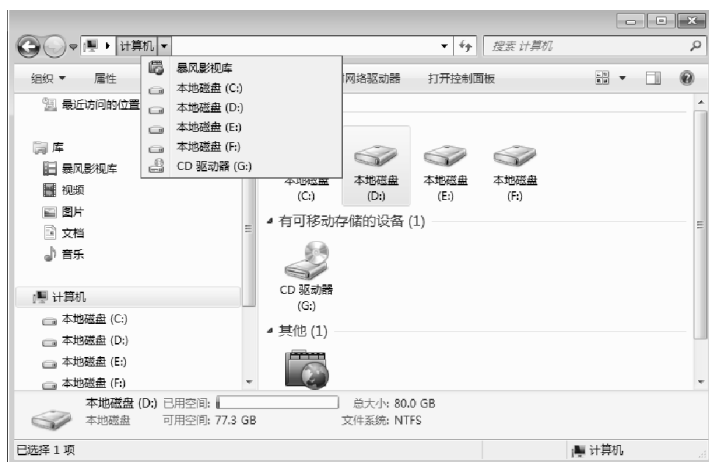 计算机
搜索 计算机
组织 属性 网络驱动器 打开控制面板
暴风影视库
本地磁盘 (C:)
本地磁盘 (D:)
本地磁盘 (E:)
本地磁盘 (F:)
CD 驱动器 (G:)
最近访问的位置
库
暴风影视库
视频
图片
文档
音乐
计算机
本地磁盘 (C:)
本地磁盘 (D:)
本地磁盘 (E:)
本地磁盘 (F:)
本地磁盘 本地磁盘 本地磁盘 本地磁盘
(C:) (D:) (E:) (F:)
有可移动存储的设备 (1)
CD 驱动器
(G:)
其他 (1)
本地磁盘 (D:) 已用空间: 总大小: 80.0 GB
本地磁盘 可用空间: 77.3 GB 文件系统: NTFS
已选择 1 项 计算机